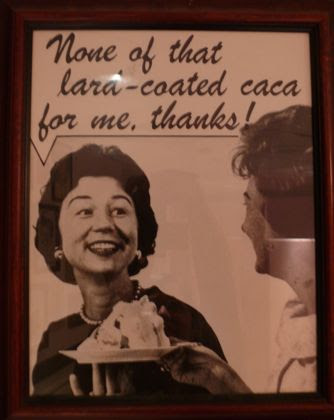 None of that
lard-coated caca
for me, thanks!